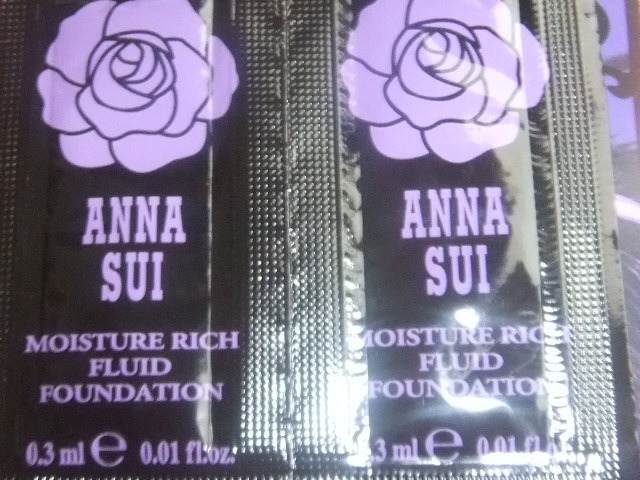 ANNA
SUI
MOISTURE RICH
FLUID
FOUNDATION
0.3 ml e 0.01 fl.oz.
ANNA
SUI
MOISTURE RICH
FLUID
FOUNDATION
.3 ml e 0.01 fl.o